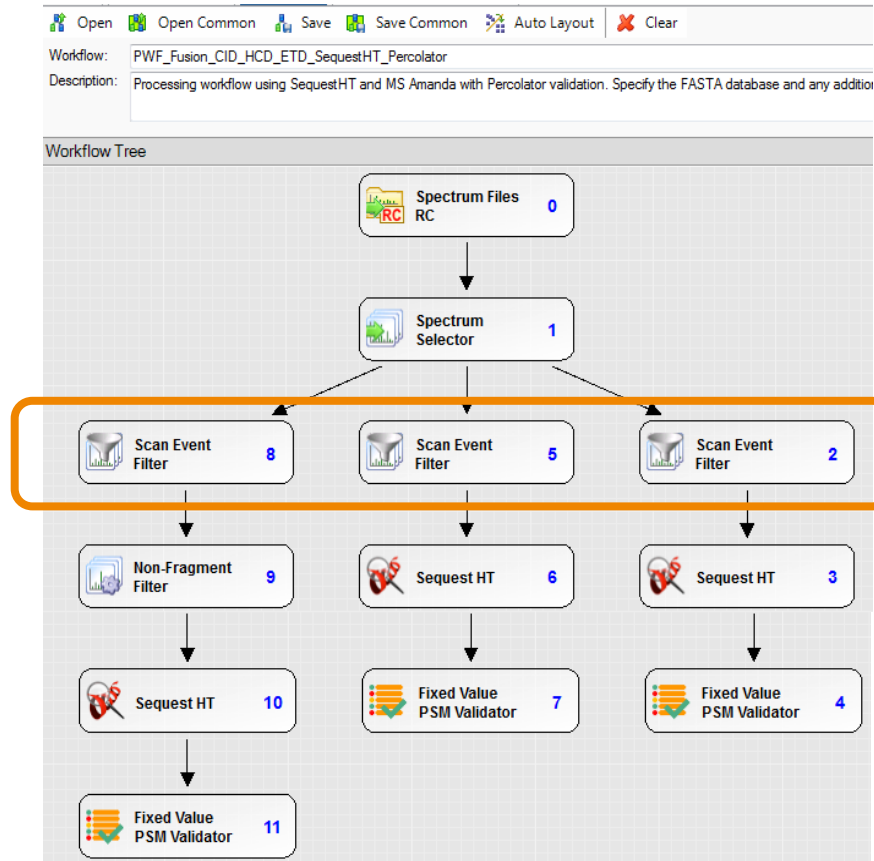 Open Open Common Save Save Common Auto Layout Clear
Workflow: PWF_Fusion_CID_HCD_ETD_SequestHT_Percolator
Description: Processing workflow using SequestHT and MS Amanda with Percolator validation. Specify the FASTA database and any
Workflow Tree
Spectrum Files
RC 0
RC
Spectrum
Selector 1
Scan Event
Filter 8
Scan Event
Filter 5
Scan Event
Filter 2
Non-Fragment
Filter 9
Sequest HT 6
Sequest HT 3
Sequest HT 10
Fixed Value
PSM Validator 7
Fixed Value
PSM Validator 4
Fixed Value
PSM Validator 11